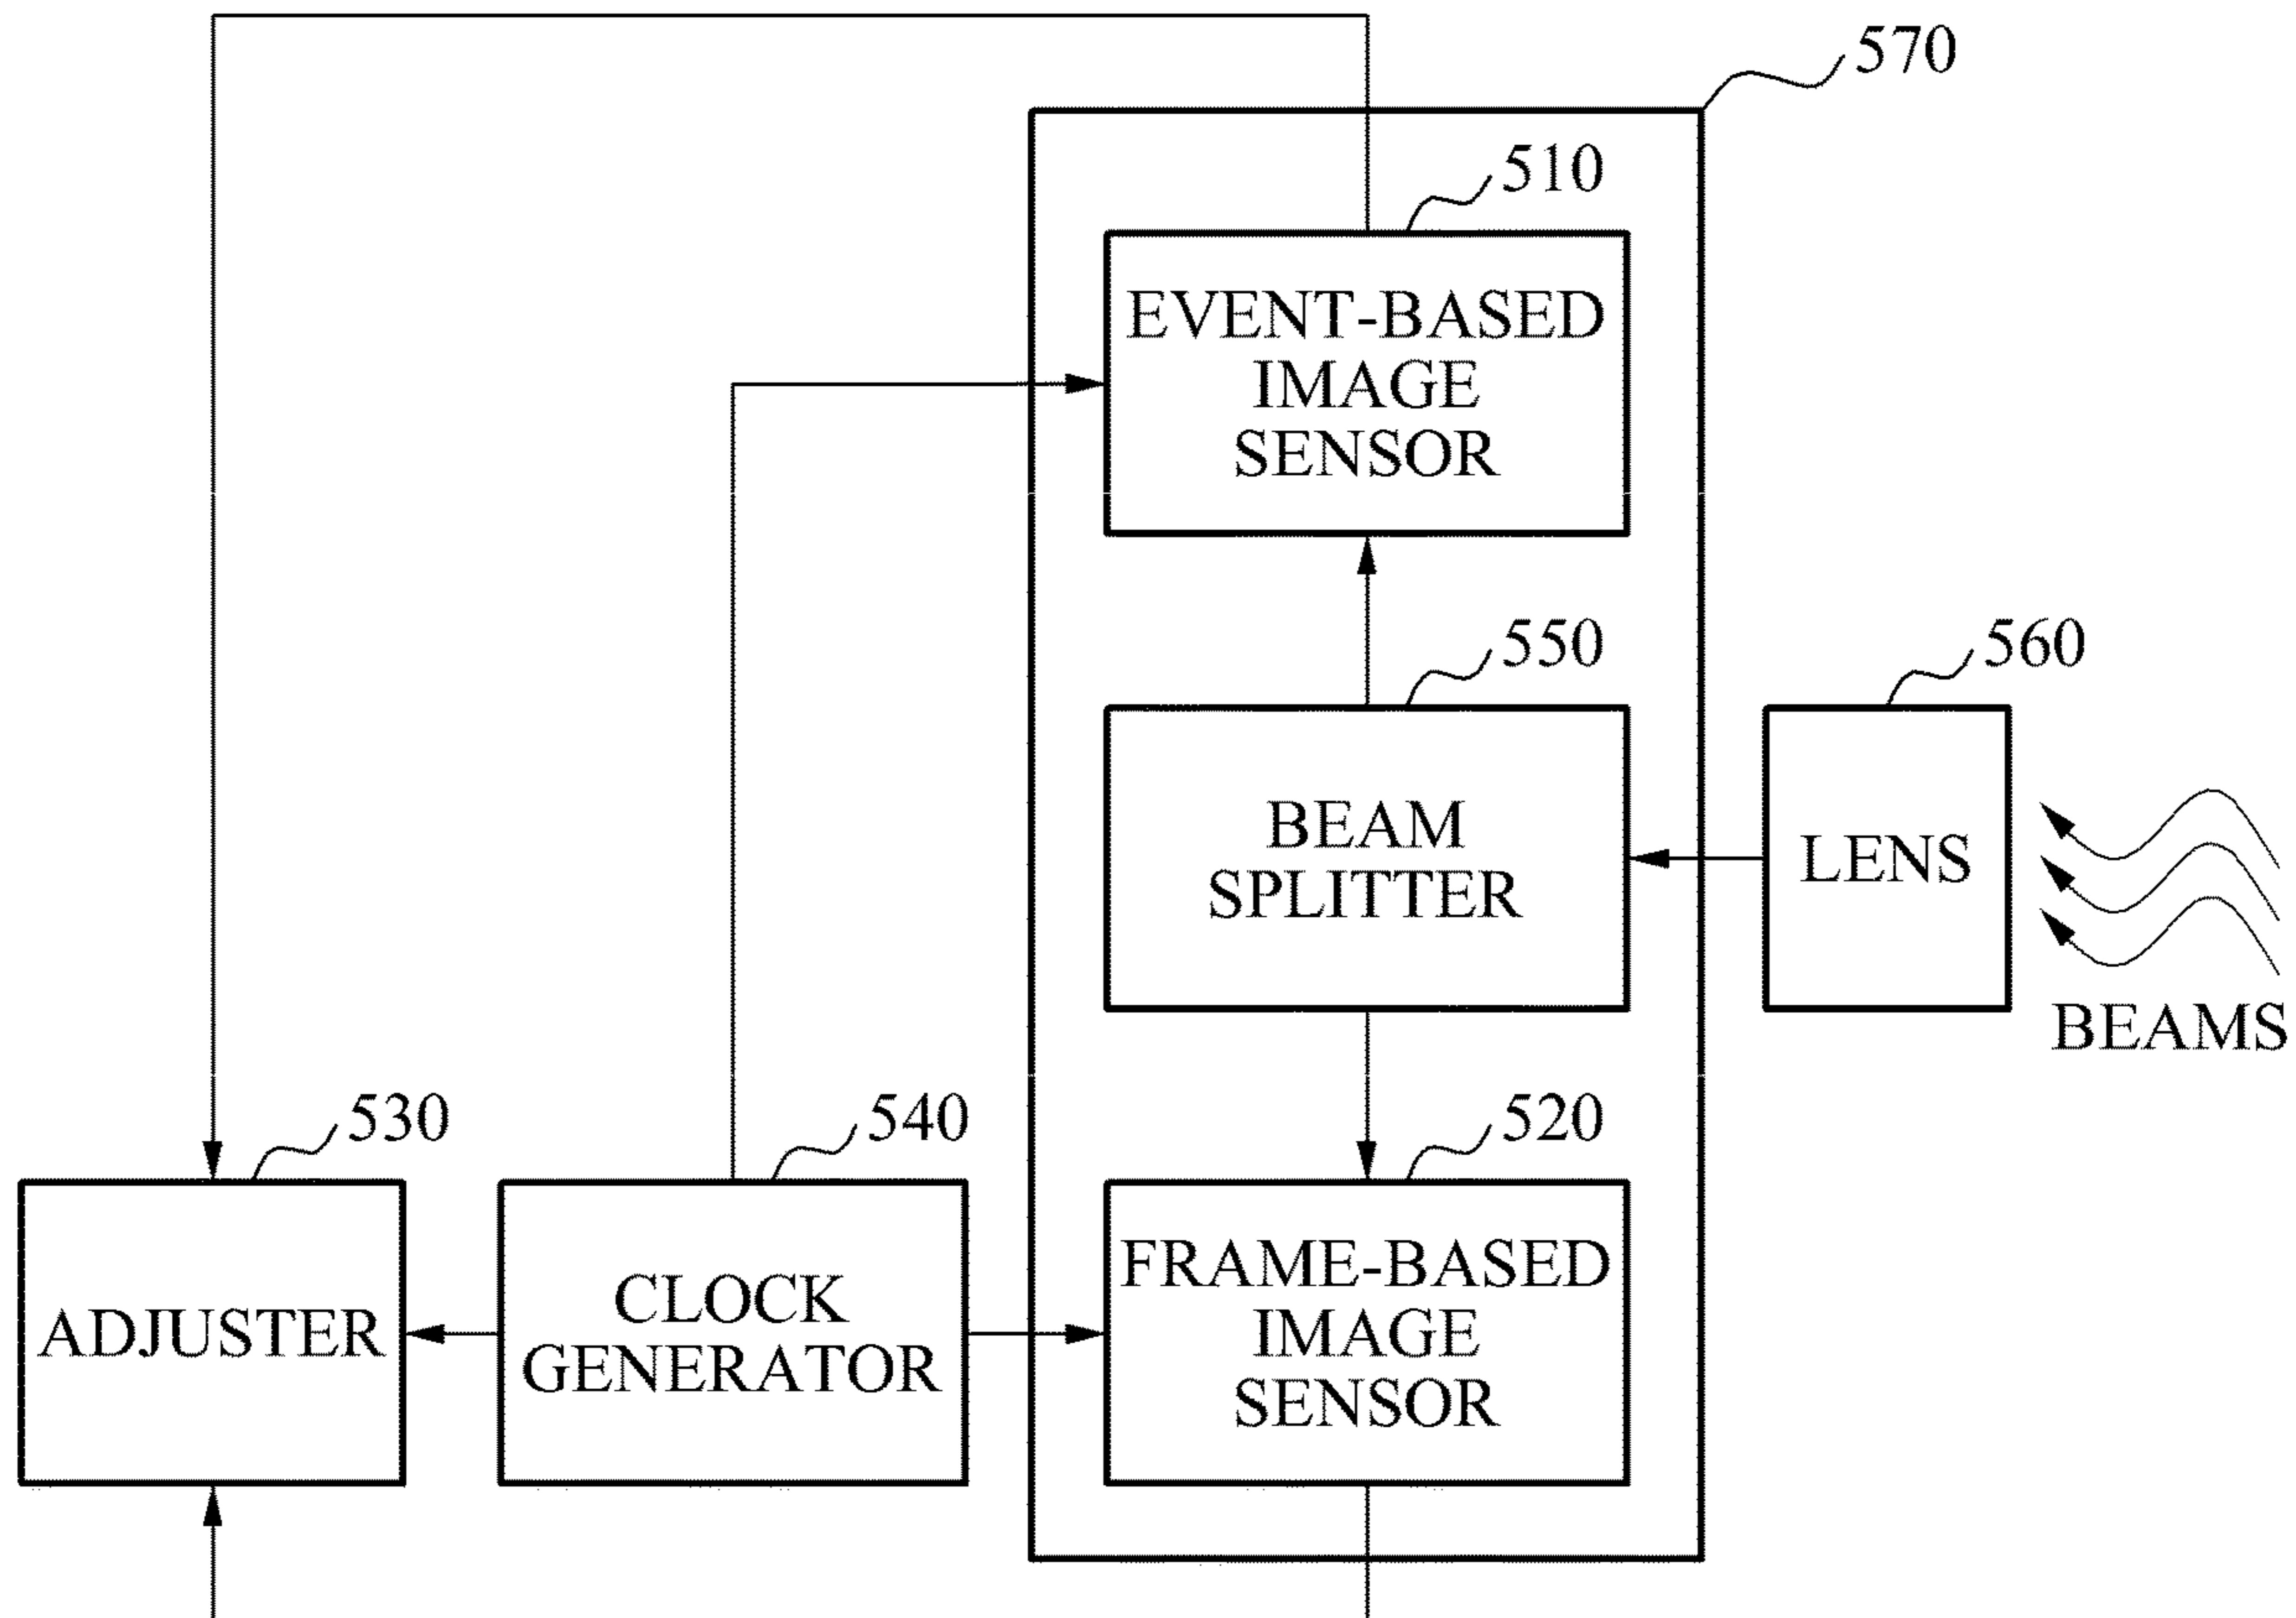 570
510
EVENT-BASED
IMAGE
SENSOR
550
560
BEAM
SPLITTER
LENS
BEAMS
530
540
520
ADJUSTER
CLOCK
GENERATOR
FRAME-BASED
IMAGE
SENSOR